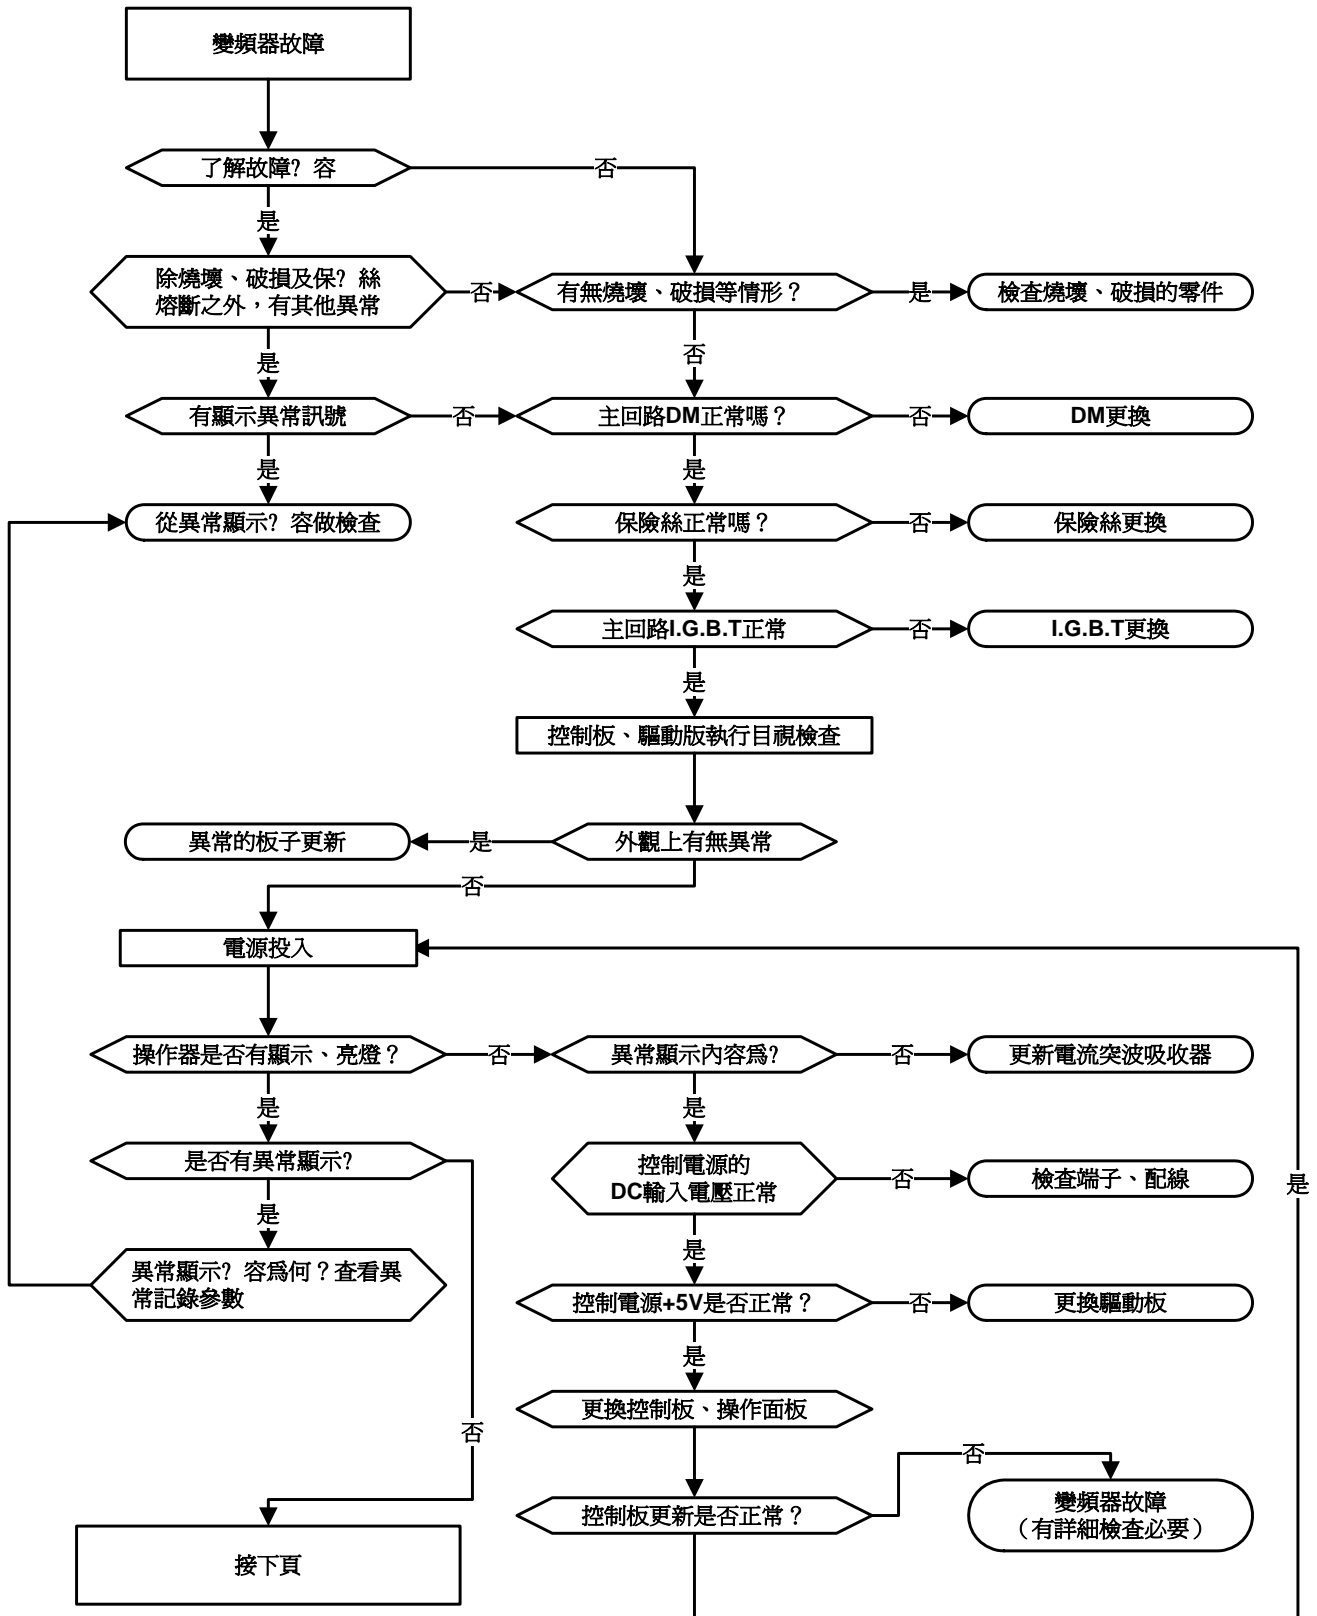 變頻器故障
了解故障? 容
否
是
除燒壞、破損及保? 絲
熔斷之外，有其他異常
否
有無燒壞、破損等情形？
是
檢查燒壞、破損的零件
是
否
有顯示異常訊號
否
主回路DM正常嗎？
否
DM更換
是
是
從異常顯示? 容做檢查
保險絲正常嗎？
否
保險絲更換
是
主回路I.G.B.T正常
否
I.G.B.T更換
是
控制板、驅動版執行目視檢查
異常的板子更新
是
外觀上有無異常
否
電源投入
操作器是否有顯示、亮燈？
否
異常顯示內容為?
否
更新電流突波吸收器
是
是
是否有異常顯示?
控制電源的
DC輸入電壓正常
否
檢查端子、配線
是
是
是
異常顯示? 容為何？查看異
常記錄參數
控制電源+5V是否正常？
否
更換驅動板
是
更換控制板、操作面板
否
否
控制板更新是否正常？
變頻器故障
（有詳細檢查必要）
接下頁